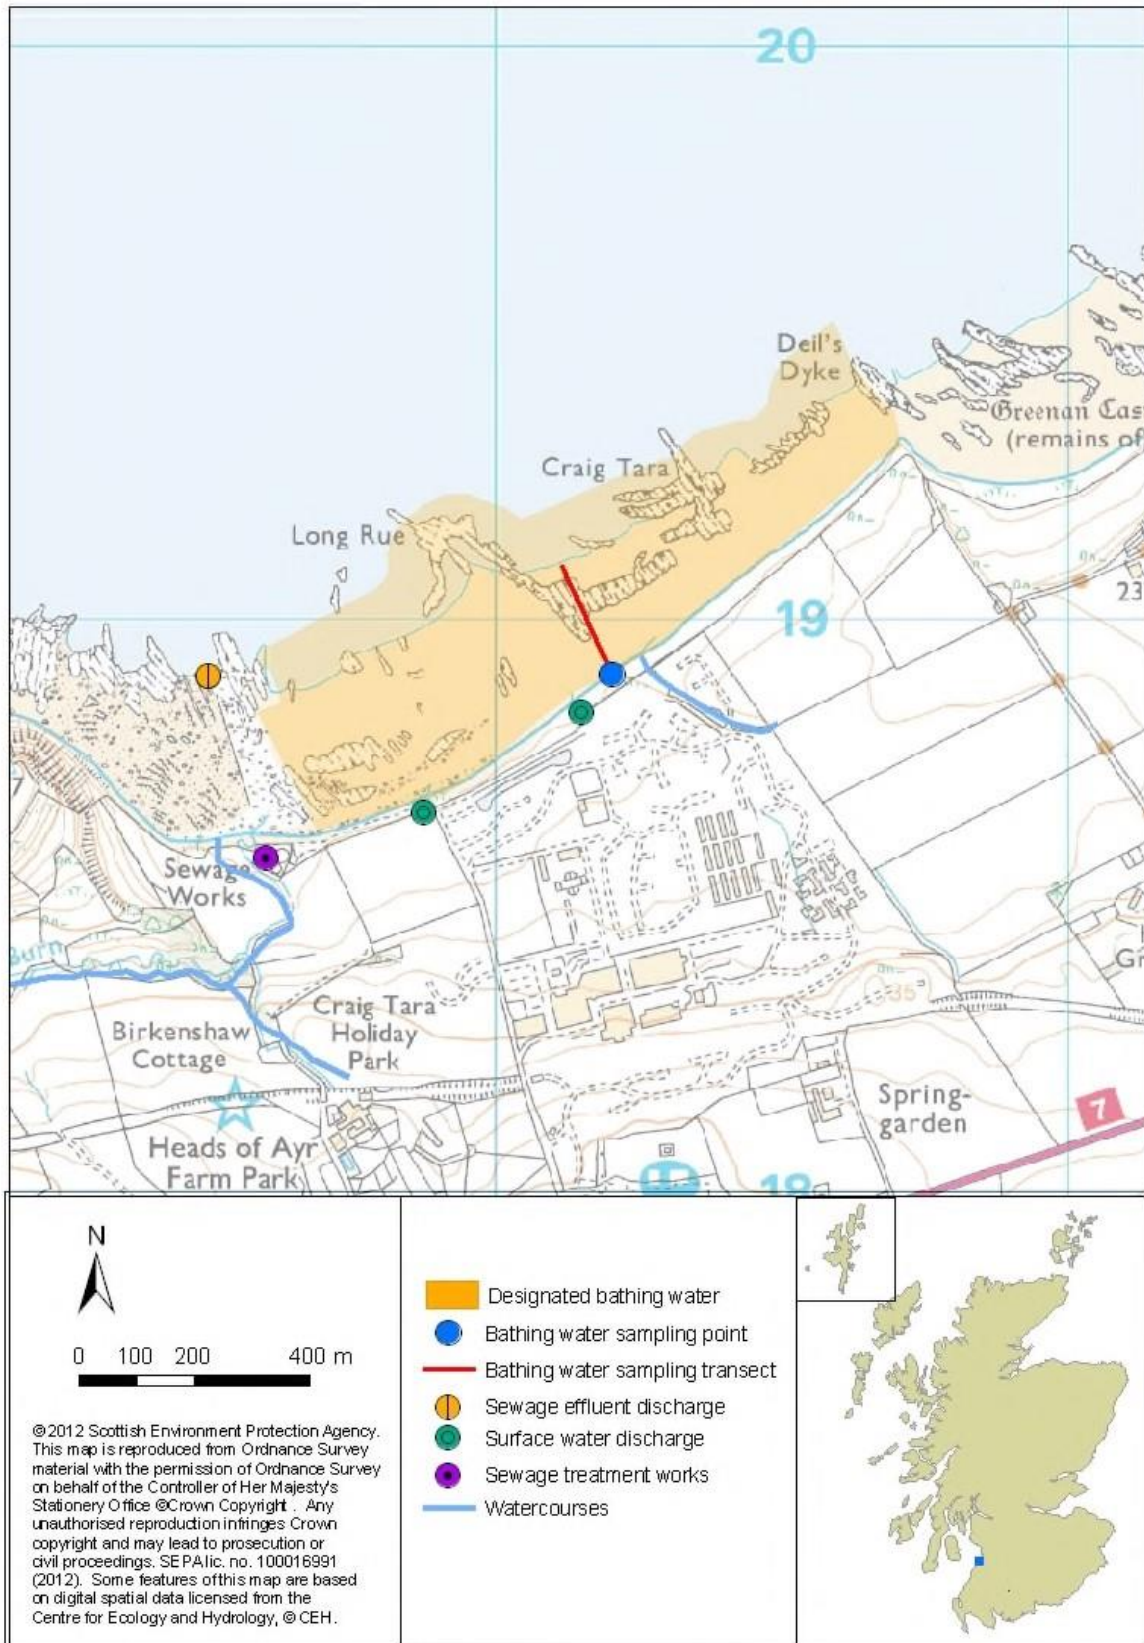 20
Deil's
Dyke
Greenan Cas
(remains of
Craig Tara
Long Rue
23
19
7
Sewage
Works
Burn
Gr
35
Craig Tara
Holiday
Park
Birkenshaw
Cottage
Spring-
garden
7
Heads of Ayr
Farm Park
18
N
0 100 200 400 m
©2012 Scottish Environment Protection Agency.
This map is reproduced from Ordnance Survey
material with the permission of Ordnance Survey
on behalf of the Controller of Her Majesty's
Stationery Office ©Crown Copyright . Any
unauthorised reproduction infringes Crown
copyright and may lead to prosecution or
civil proceedings. SEPA lic. no. 100016991
(2012). Some features of this map are based
on digital spatial data licensed from the
Centre for Ecology and Hydrology, © CEH.
Designated bathing water
Bathing water sampling point
Bathing water sampling transect
Sewage effluent discharge
Surface water discharge
Sewage treatment works
Watercourses